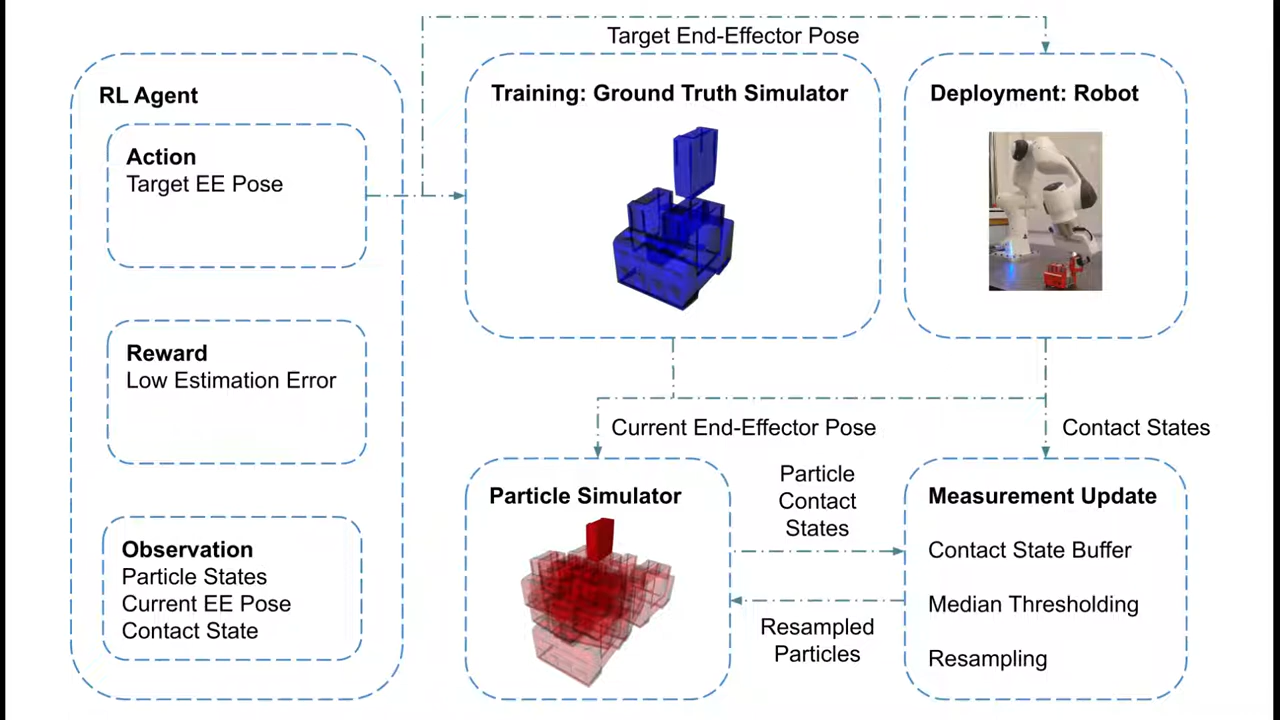 Target End-Effector Pose
RL Agent
Action
Target EE Pose
Reward
Low Estimation Error
Observation
Particle States
Current EE Pose
Contact State
Training: Ground Truth Simulator
Deployment: Robot
Current End-Effector Pose
Contact States
Particle Simulator
Particle
Contact
States
Resampled
Particles
Measurement Update
Contact State Buffer
Median Thresholding
Resampling